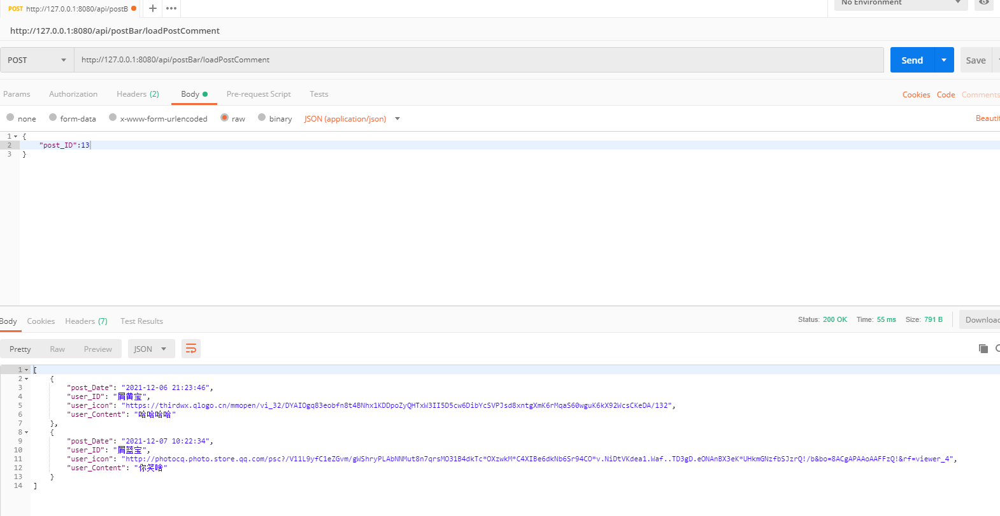 POST http://127.0.0.1:8080/api/postB
No Environment
http://127.0.0.1:8080/api/postBar/loadPostComment
POST http://127.0.0.1:8080/api/postBar/loadPostComment Send Save
Params Authorization Headers (2) Body Pre-request Script Tests Cookies Code Comments
none form-data x-www-form-urlencoded raw binary JSON (application/json) Beautif
1 {
2 "post_ID":13
3 }
Body Cookies Headers (7) Test Results Status: 200 OK Time: 55 ms Size: 791 B Download
Pretty Raw Preview JSON
1 [
2 {
3 "post_Date": "2021-12-06 21:23:46",
4 "user_ID": "屑黄宝",
5 "user_icon": "https://thirdwx.qlogo.cn/mmopen/vi_32/DYAIOgq83eobfn8t4BNhx1KDDpoZyQHTxW3II5D5cw6DibYcSVPJsd8xntgXmK6rMqaS60wguK6kX92WcsCKeDA/132",
6 "user_Content": "哈哈哈哈"
7 },
8 {
9 "post_Date": "2021-12-07 10:22:34",
10 "user_ID": "屑蓝宝",
11 "user_icon": "http://photocq.photo.store.qq.com/psc?/V11L9yfC1eZGvm/gWShryPLAbNNMut8n7qrsMO31B4dkTc*OXzwkM*C4XIBe6dkNb6Sr94CO*v.NiDtVKdea1.Waf..TD3gD.eONAnBX3eK*UHkmGNzfbSJzrQ!/b&bo=8ACgAPAAoAAFFzQ!&rf=viewer_4",
12 "user_Content": "你笑啥"
13 }
14 ]